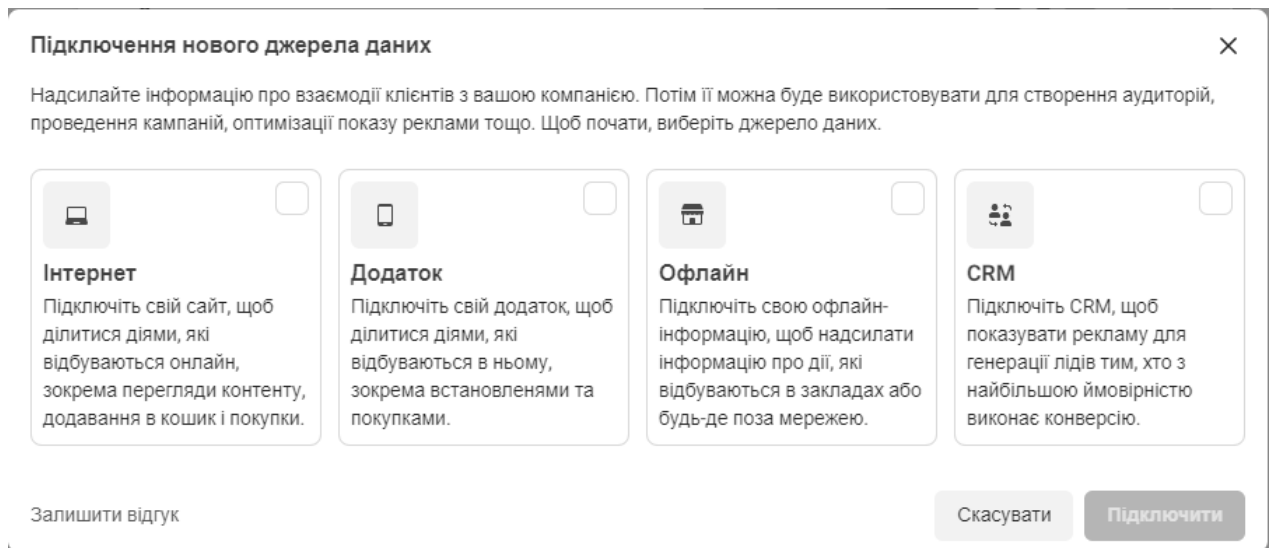 Підключення нового джерела даних
Надсилайте інформацію про взаємодії клієнтів з вашою компанією. Потім її можна буде використовувати для створення аудиторій,
проведення кампаній, оптимізації показу реклами тощо. Щоб почати, виберіть джерело даних.
Інтернет
Підключіть свій сайт, щоб
ділитися діями, які
відбуваються онлайн,
зокрема перегляди контенту,
додавання в кошик і покупки.
Додаток
Підключіть свій додаток, щоб
ділитися діями, які
відбуваються в ньому,
зокрема встановленями та
покупками.
Офлайн
Підключіть свою офлайн-
інформацію, щоб надсилати
інформацію про дії, які
відбуваються в закладах або
будь-де поза мережею.
CRM
Підключіть CRM, щоб
показувати рекламу для
генерації лідів тим, хто з
найбільшою ймовірністю
виконає конверсію.
Залишити відгук
Скасувати
Підключити